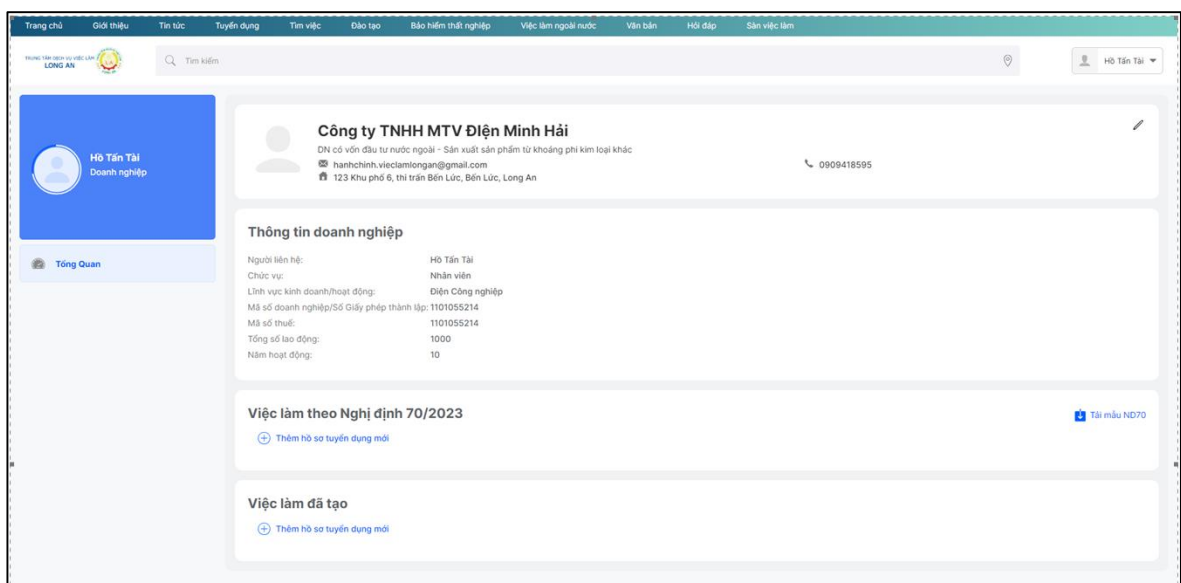 Trang chủ Giới thiệu Tin tức Tuyển dụng Tìm việc Đào tạo Bảo hiểm thất nghiệp Việc làm ngoài nước Văn bản Hỏi đáp Sàn việc làm
TRUNG TÂM DỊCH VỤ VIỆC LÀM
LONG AN
Tìm kiếm
Hồ Tấn Tài
Hồ Tấn Tài
Doanh nghiệp
Tổng Quan
Công ty TNHH MTV Điện Minh Hải
DN có vốn đầu tư nước ngoài - Sản xuất sản phẩm từ khoáng phi kim loại khác
hanhchinh.vieclamlongan@gmail.com 0909418595
123 Khu phố 6, thi trấn Bến Lức, Bến Lức, Long An
Thông tin doanh nghiệp
Người liên hệ: Hồ Tấn Tài
Chức vụ: Nhân viên
Lĩnh vực kinh doanh/hoạt động: Điện Công nghiệp
Mã số doanh nghiệp/Số Giấy phép thành lập: 1101055214
Mã số thuế: 1101055214
Tổng số lao động: 1000
Năm hoạt động: 10
Việc làm theo Nghị định 70/2023 Tải mẫu ND70
Thêm hồ sơ tuyển dụng mới
Việc làm đã tạo
Thêm hồ sơ tuyển dụng mới